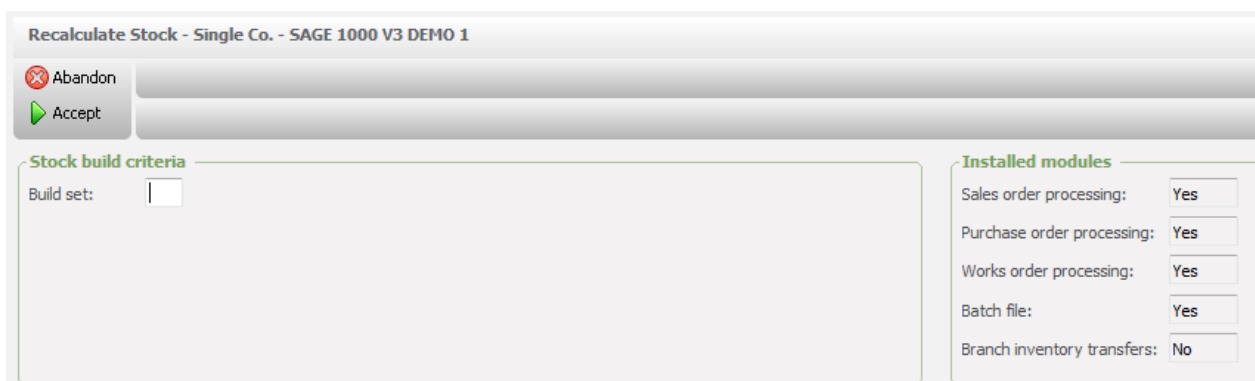 Recalculate Stock - Single Co. - SAGE 1000 V3 DEMO 1
Abandon
Accept
Stock build criteria
Build set:
Installed modules
Sales order processing: Yes
Purchase order processing: Yes
Works order processing: Yes
Batch file: Yes
Branch inventory transfers: No